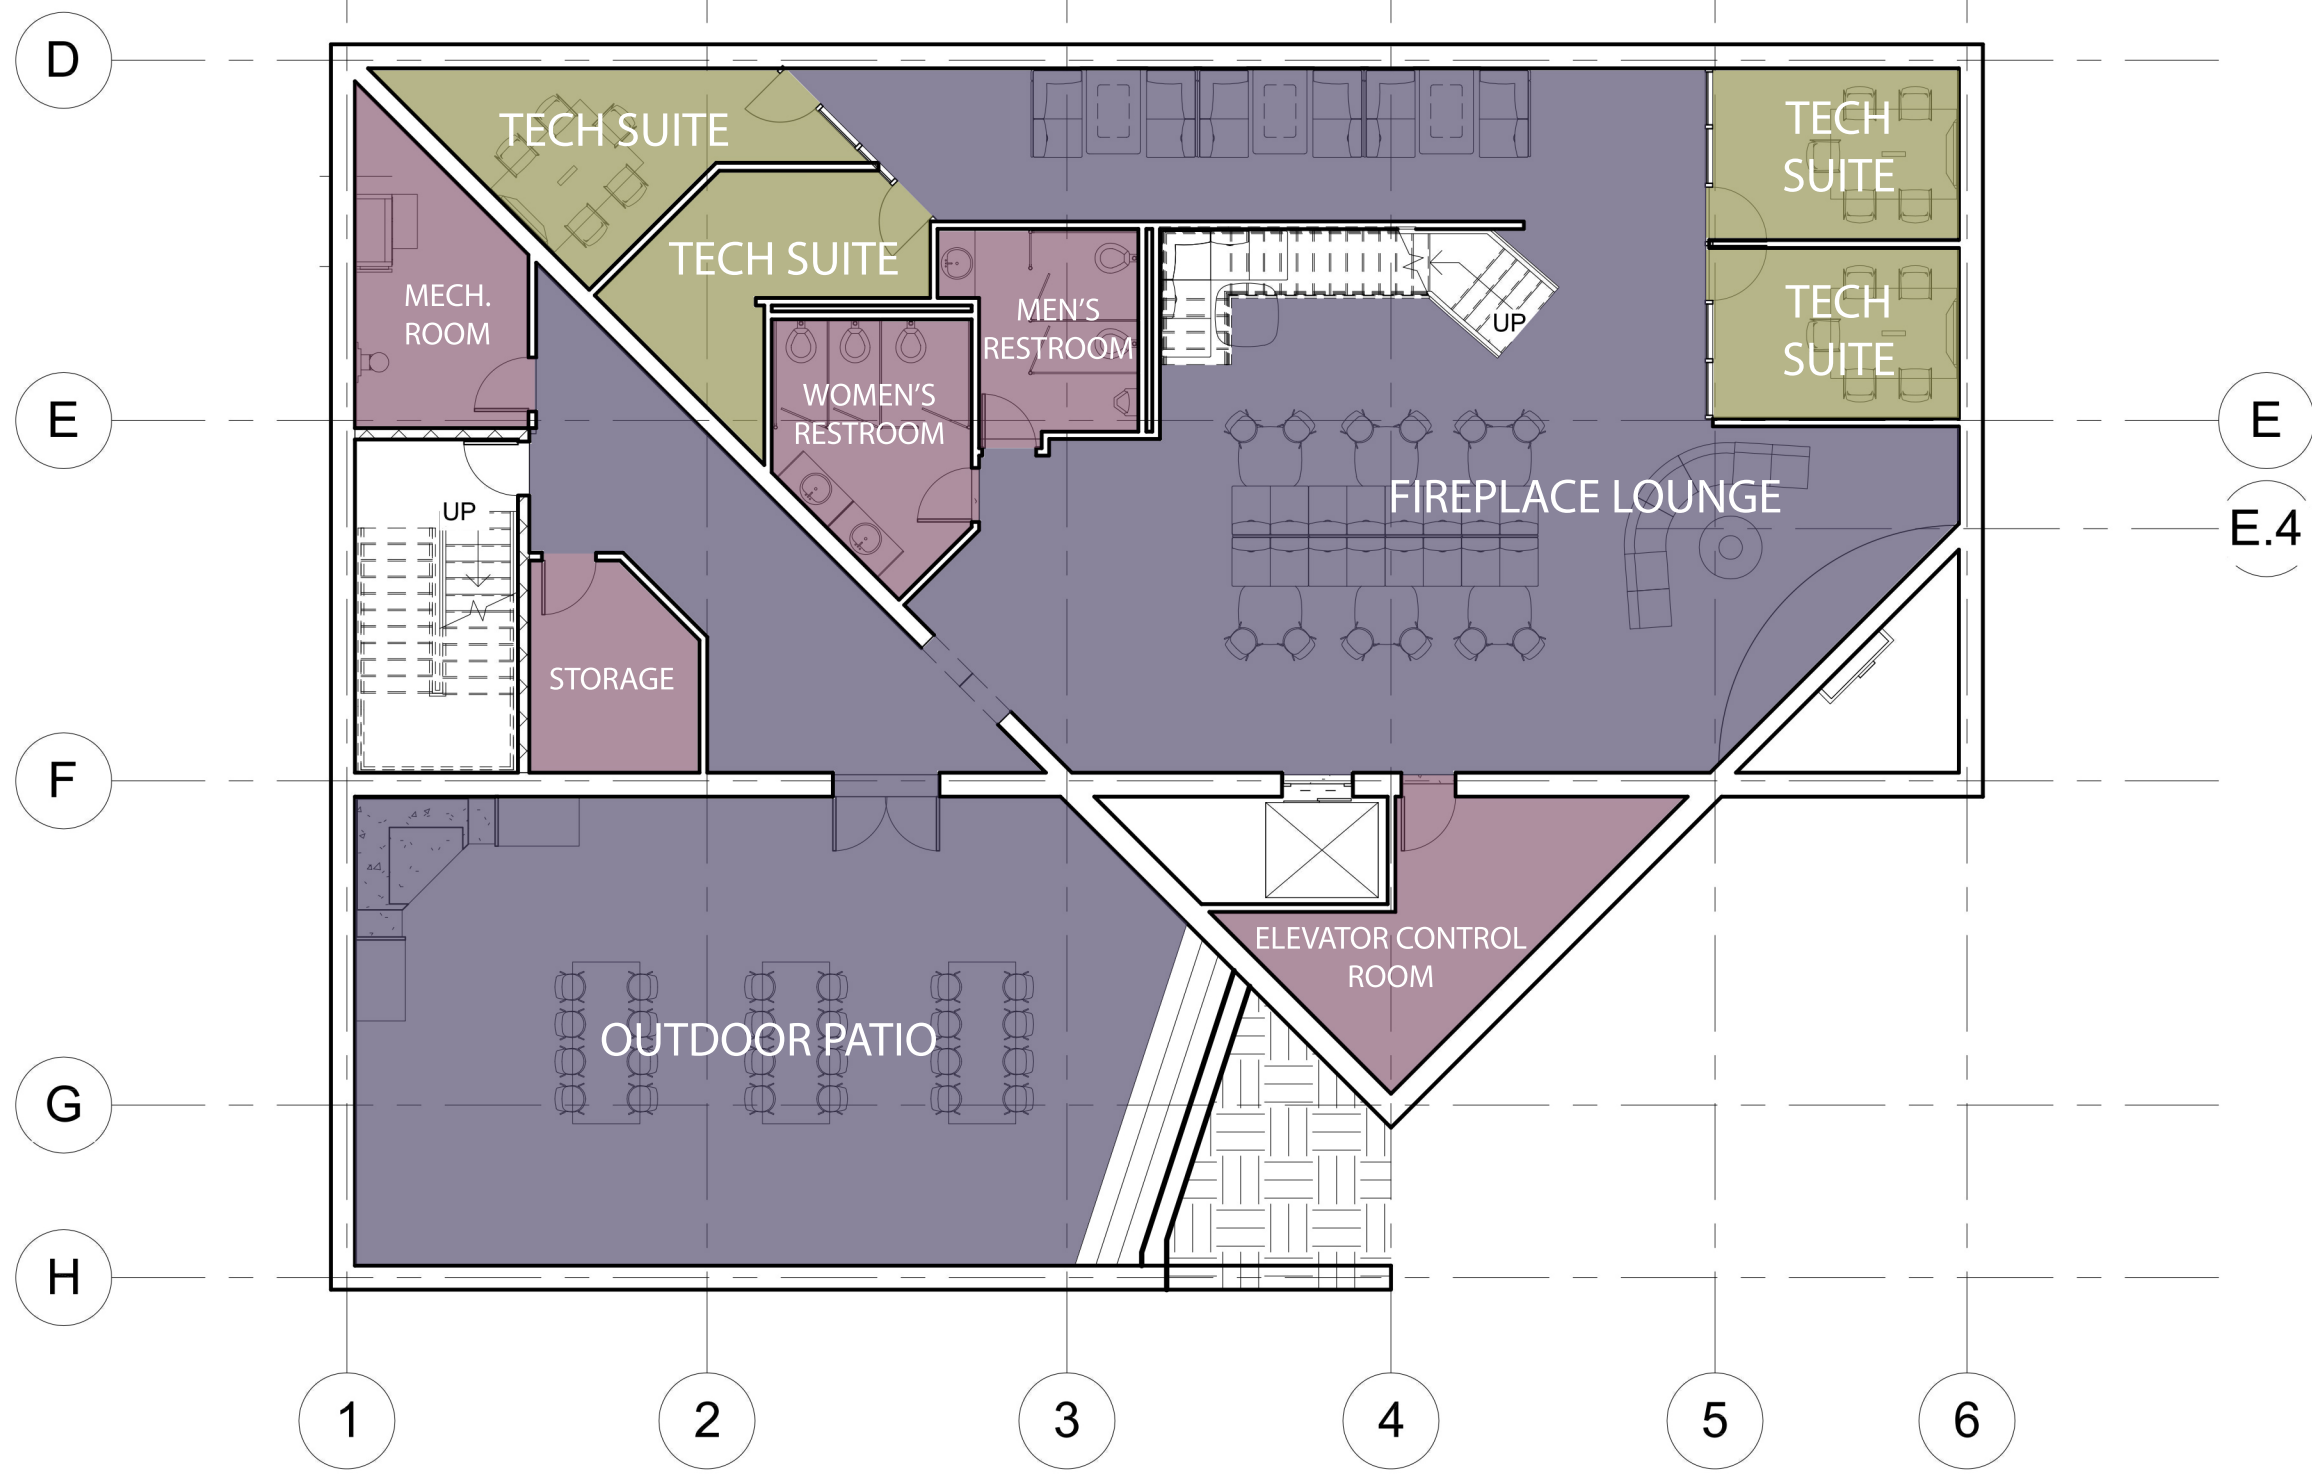 D
TECH SUITE
TECH
SUITE
TECH SUITE
MECH.
ROOM
MEN'S
RESTROOM
UP
TECH
SUITE
WOMEN'S
RESTROOM
E
E
FIREPLACE LOUNGE
UP
E.4
STORAGE
F
ELEVATOR CONTROL
ROOM
OUTDOOR PATIO
G
H
1
2
3
4
5
6